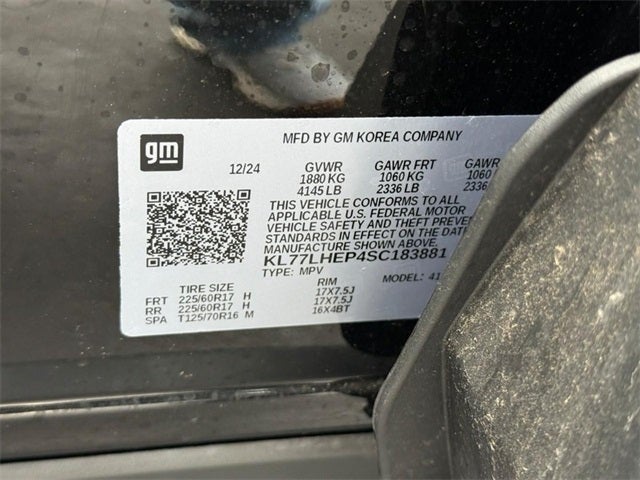 gm
MFD BY GM KOREA COMPANY
12/24 GVWR GAWR FRT GAWR
1880 KG 1060 KG 1060
4145 LB 2336 LB 2336
THIS VEHICLE CONFORMS TO ALL
APPLICABLE U.S. FEDERAL MOTOR
VEHICLE SAFETY AND THEFT
STANDARDS IN EFFECT ON THE DATE
MANUFACTURE SHOWN ABOVE.
KL77LHEP4SC183881
TYPE: MPV MODEL:
TIRE SIZE RIM
FRT 225/60R17 H 17X7.5J
RR 225/60R17 H 17X7.5J
SPA T125/70R16 M 16X4BT